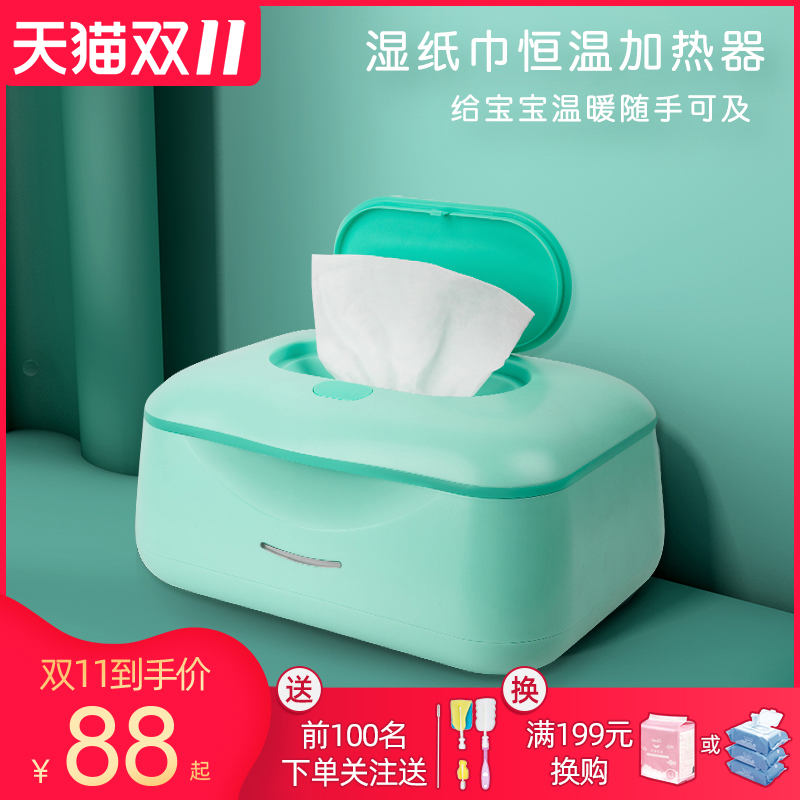 天猫双11
湿纸巾恒温加热器
给宝宝温暖随手可及
双11到手价
¥88起
送
前100名
下单关注送
换
满199元
换购
或